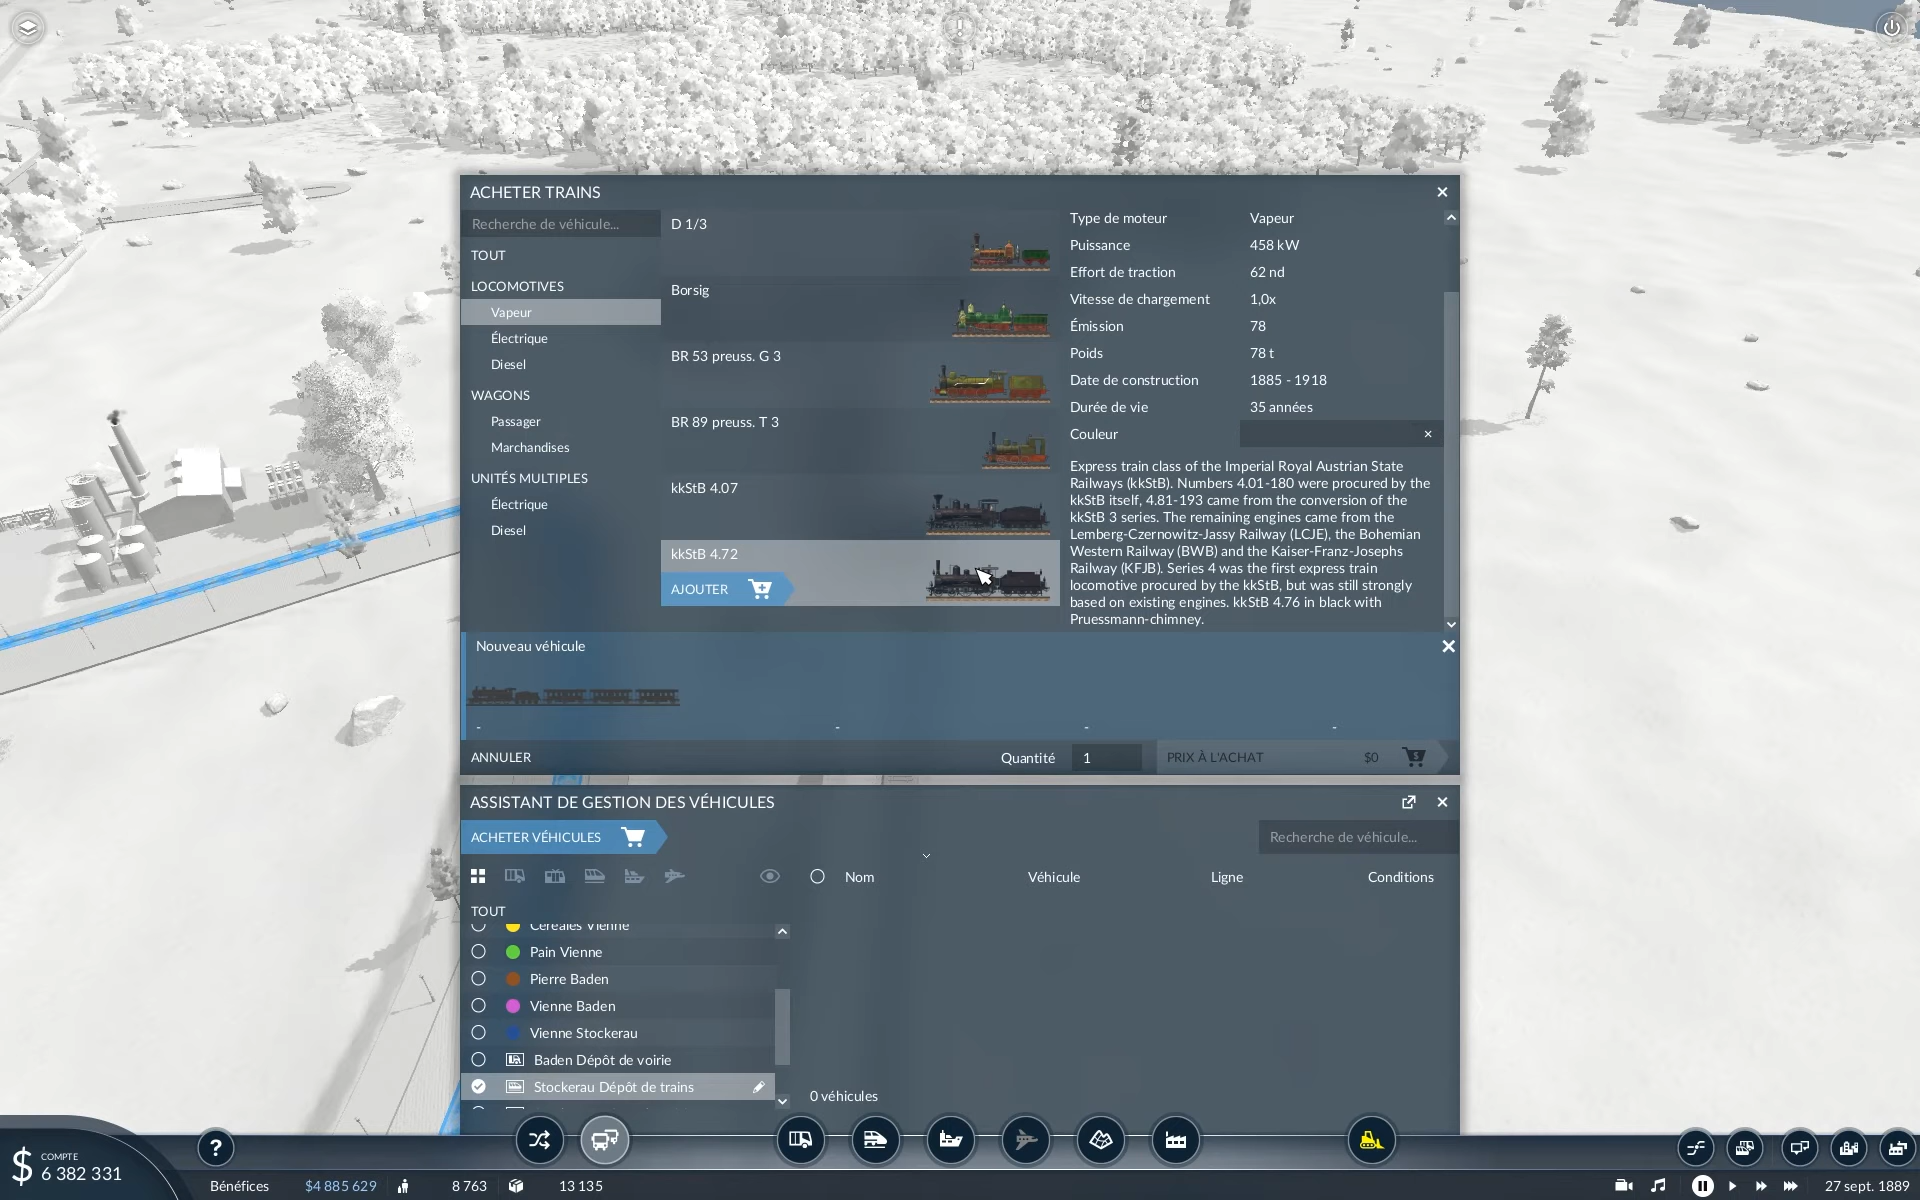 ACHETER TRAINS
Recherche de véhicule...
TOUT
LOCOMOTIVES
Vapeur
Électrique
Diesel
WAGONS
Passager
Marchandises
UNITÉS MULTIPLES
Électrique
Diesel
D 1/3
Borsig
BR 53 preuss. G 3
BR 89 preuss. T 3
kkStB 4.07
kkStB 4.72
AJOUTER
Type de moteur Vapeur
Puissance 458 kW
Effort de traction 62 nd
Vitesse de chargement 1,0x
Émission 78
Poids 78 t
Date de construction 1885 - 1918
Durée de vie 35 années
Couleur
Express train class of the Imperial Royal Austrian State
Railways (kkStB). Numbers 4.01-180 were procured by the
kkStB itself, 4.81-193 came from the conversion of the
kkStB 3 series. The remaining engines came from the
Lemberg-Czernowitz-Jassy Railway (LCJE), the Bohemian
Western Railway (BWB) and the Kaiser-Franz-Josephs
Railway (KFJB). Series 4 was the first express train
locomotive procured by the kkStB, but was still strongly
based on existing engines. kkStB 4.76 in black with
Pruessmann-chimney.
Nouveau véhicule
- - - -
ANNULER Quantité 1 PRIX À L'ACHAT $0
ASSISTANT DE GESTION DES VÉHICULES
ACHETER VÉHICULES
Recherche de véhicule...
Nom Véhicule Ligne Conditions
TOUT
Céréales Vienne
Pain Vienne
Pierre Baden
Vienne Baden
Vienne Stockerau
Baden Dépôt de voirie
Stockerau Dépôt de trains
0 véhicules
?
$ COMPTE
6 382 331
Bénéfices $4 885 629 8 763 13 135
27 sept. 1889